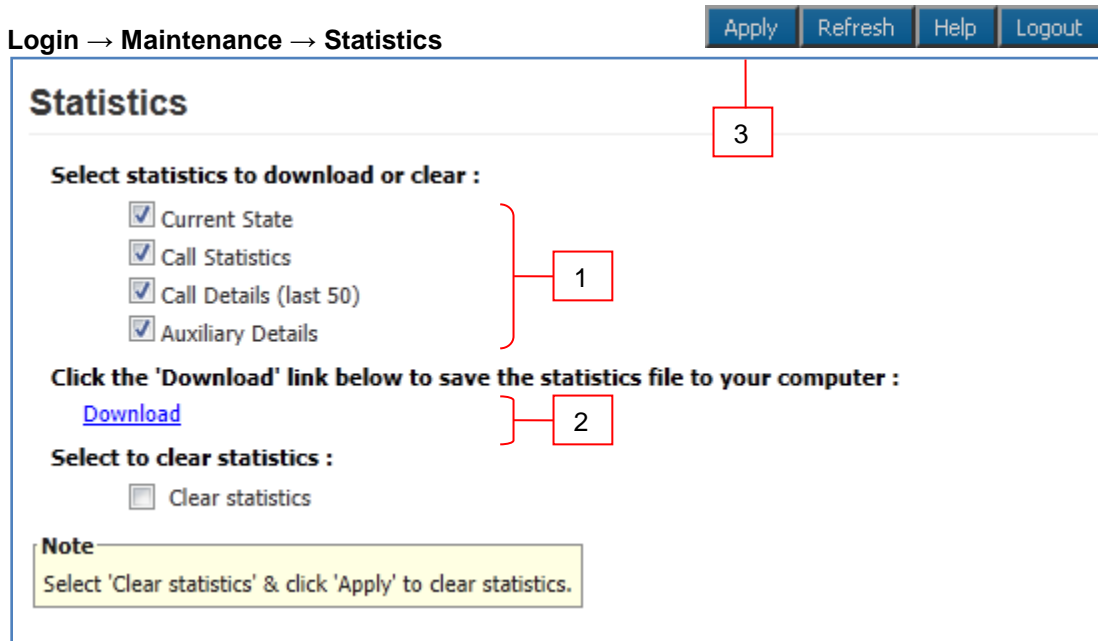 Login → Maintenance → Statistics
Apply Refresh Help Logout
Statistics
3
Select statistics to download or clear :
Current State
Call Statistics
1
Call Details (last 50)
Auxiliary Details
Click the 'Download' link below to save the statistics file to your computer :
Download
2
Select to clear statistics :
Clear statistics
Note
Select 'Clear statistics' & click 'Apply' to clear statistics.